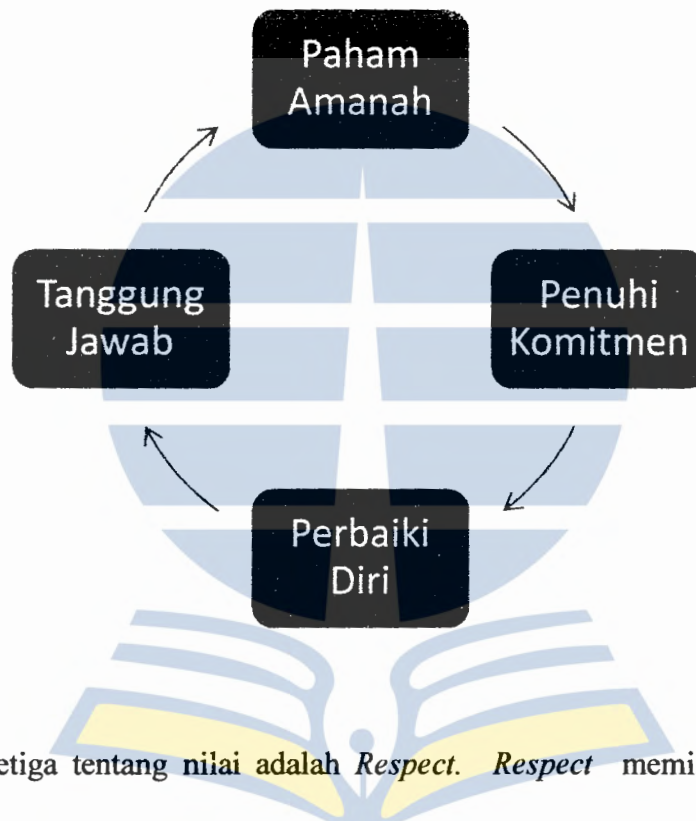 Paham
Amanah
Tanggung
Jawab
Penuhi
Komitmen
Perbaiki
Diri
etiga tentang nilai adalah Respect. Respect memi